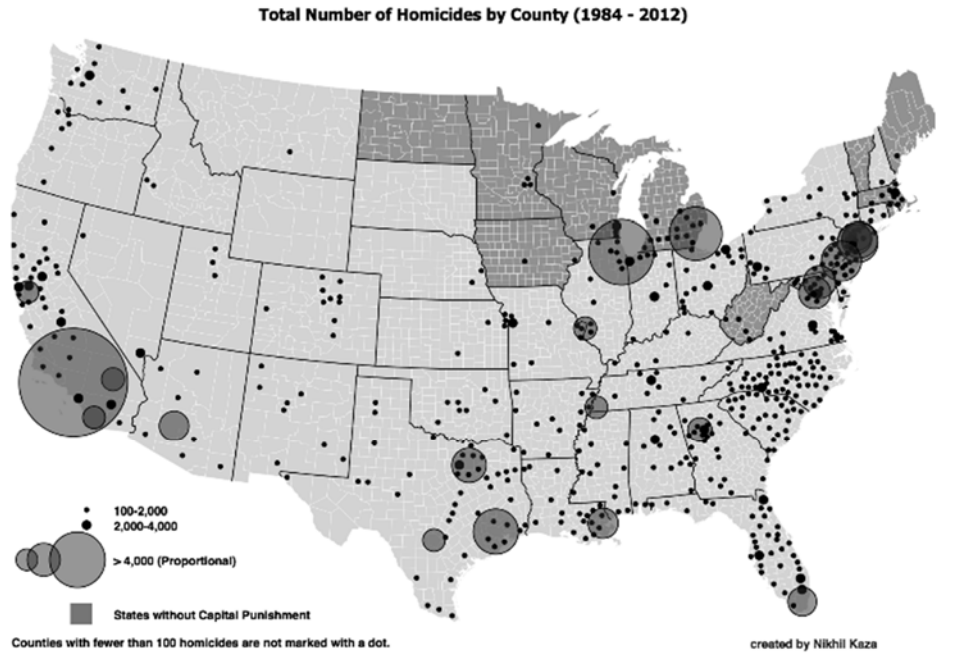 Total Number of Homicides by County (1984 - 2012)
100-2,000
2,000-4,000
> 4,000 (Proportional)
States without Capital Punishment
Counties with fewer than 100 homicides are not marked with a dot.
created by Nikhil Kaza